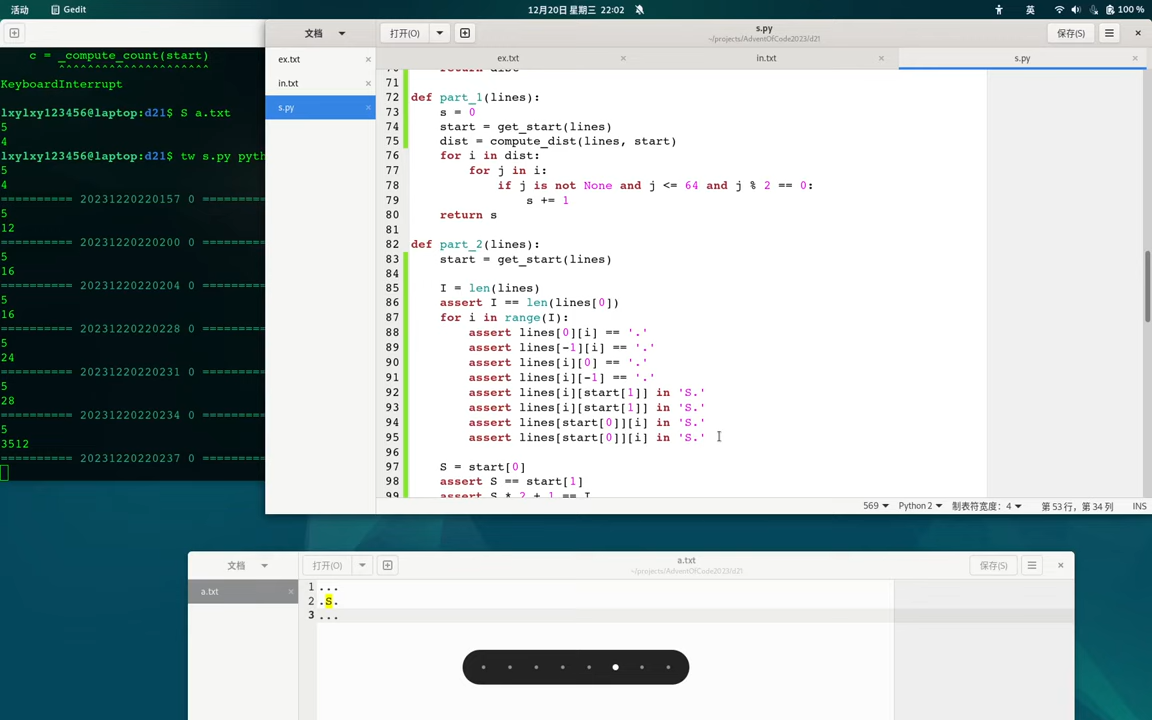 活动 Gedit 12月20日 星期三 22:02 英 100 %
c = _compute_count(start)
^^^^^^^^^^^^^^^^^^^^^
KeyboardInterrupt
lxylxy123456@laptop:d21$ S a.txt
5
4
lxylxy123456@laptop:d21$ tw s.py pyth
5
4
========== 20231220220157 0 =========
5
12
========== 20231220220200 0 =========
5
16
========== 20231220220204 0 =========
5
16
========== 20231220220228 0 =========
5
24
========== 20231220220231 0 =========
5
28
========== 20231220220234 0 =========
5
3512
========== 20231220220237 0 =========
文档 打开(O) s.py 保存(S)
~/projects/AdventOfCode2023/d21
ex.txt
in.txt
s.py
ex.txt in.txt s.py
70 return dist
71
72 def part_1(lines):
73 s = 0
74 start = get_start(lines)
75 dist = compute_dist(lines, start)
76 for i in dist:
77 for j in i:
78 if j is not None and j <= 64 and j % 2 == 0:
79 s += 1
80 return s
81
82 def part_2(lines):
83 start = get_start(lines)
84
85 I = len(lines)
86 assert I == len(lines[0])
87 for i in range(I):
88 assert lines[0][i] == '.'
89 assert lines[-1][i] == '.'
90 assert lines[i][0] == '.'
91 assert lines[i][-1] == '.'
92 assert lines[i][start[1]] in 'S.'
93 assert lines[i][start[1]] in 'S.'
94 assert lines[start[0]][i] in 'S.'
95 assert lines[start[0]][i] in 'S.'
96
97 S = start[0]
98 assert S == start[1]
99 assert S * 2 + 1 == I
569 Python 2 制表符宽度：4 第 53 行，第 34 列 INS
文档 打开(O) a.txt 保存(S)
~/projects/AdventOfCode2023/d21
a.txt
1 ...
2 .S.
3 ...